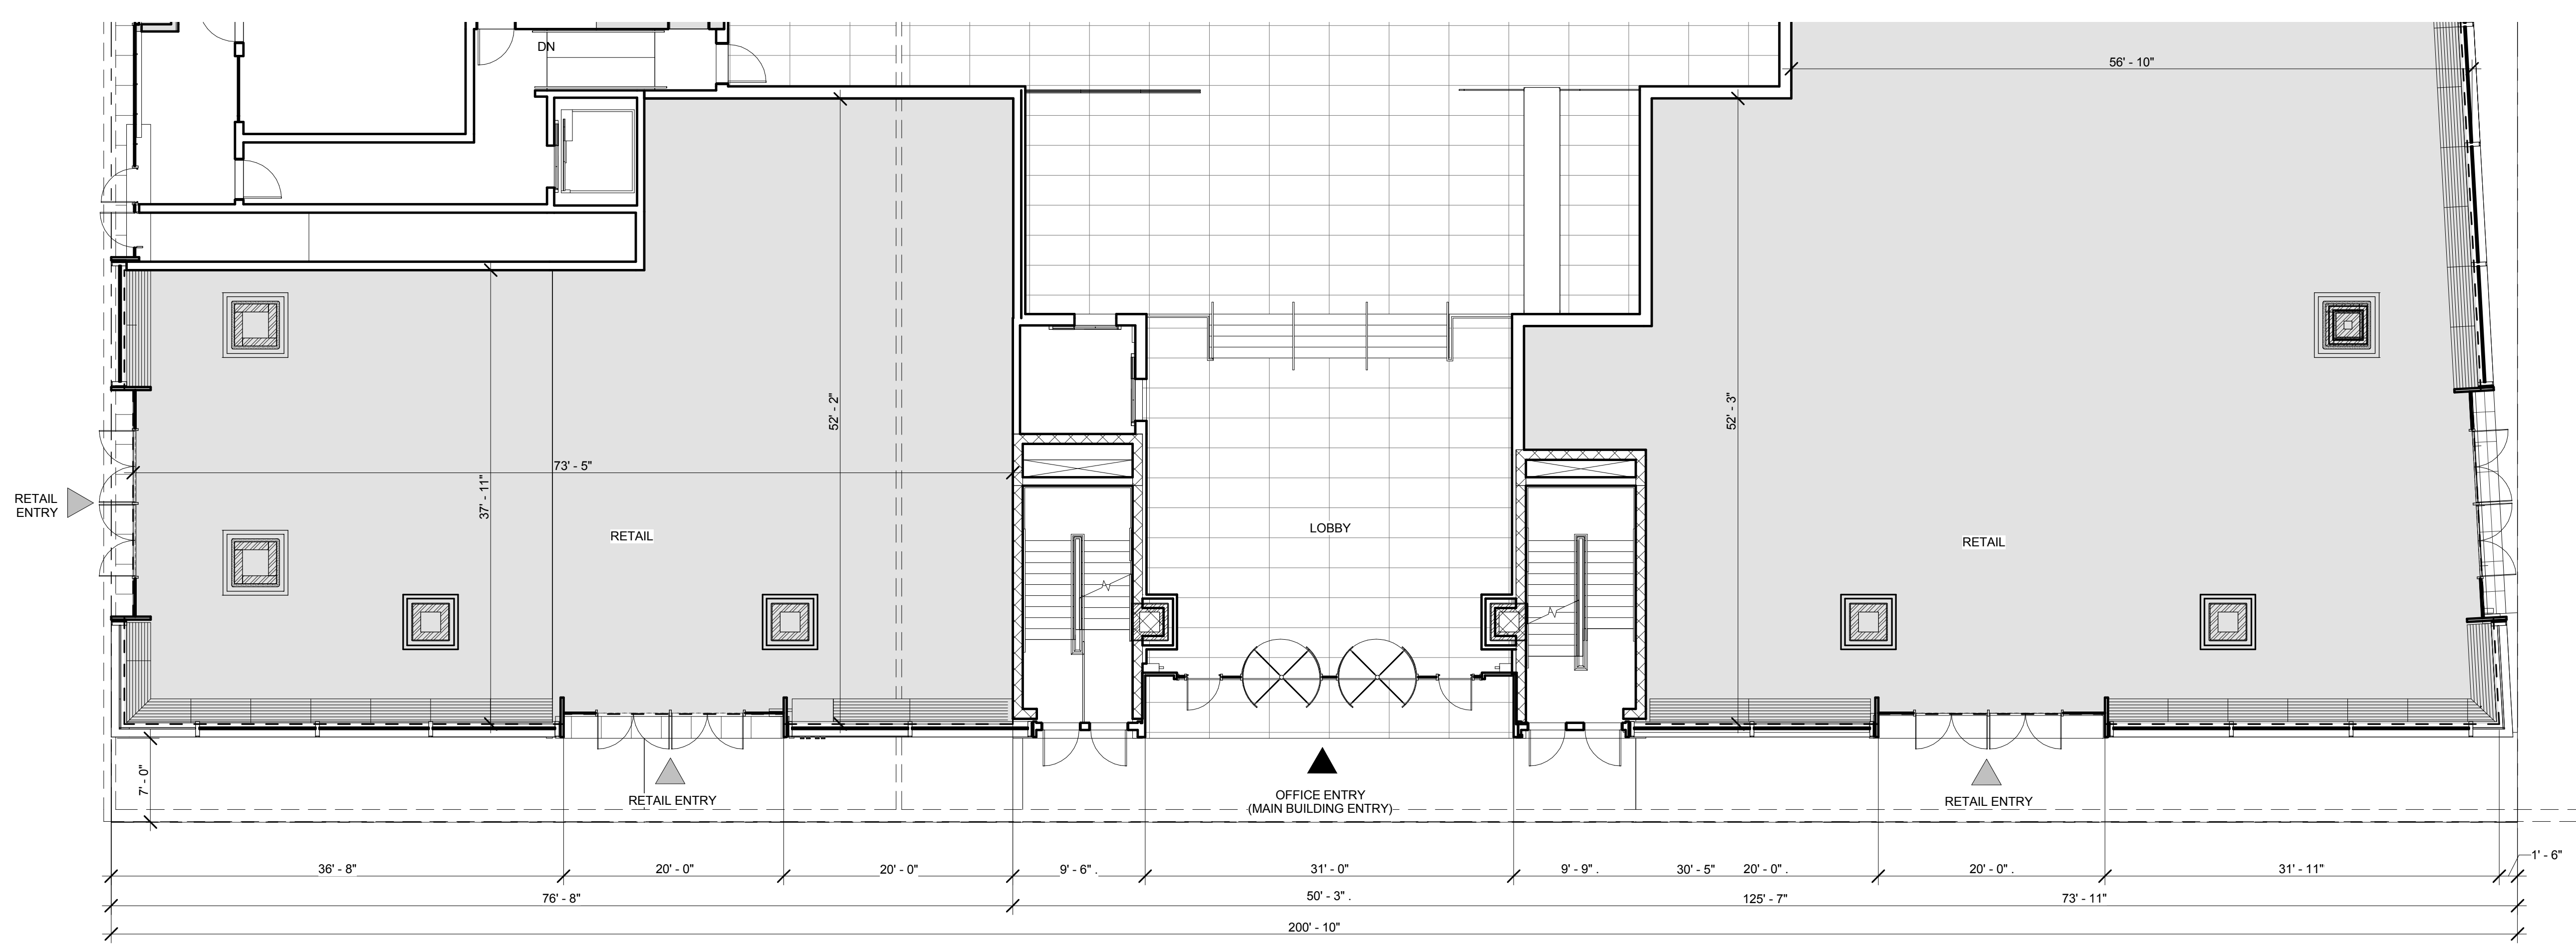 DN
56' - 10"
52' - 2"
52' - 3"
73' - 5"
37' - 11"
RETAIL
ENTRY
RETAIL
LOBBY
RETAIL
7' - 0"
RETAIL ENTRY
OFFICE ENTRY
(MAIN BUILDING ENTRY)
RETAIL ENTRY
1' - 6"
36' - 8"
20' - 0"
20' - 0"
9' - 6" .
31' - 0"
9' - 9" .
30' - 5"
20' - 0" .
20' - 0" .
31' - 11"
76' - 8"
50' - 3" .
125' - 7"
73' - 11"
200' - 10"